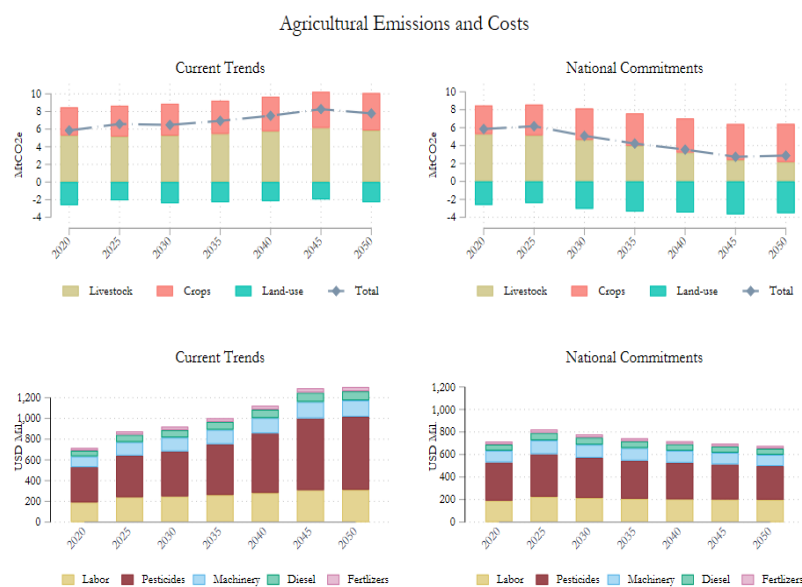 Agricultural Emissions and Costs
Current Trends
10
8
6
4
2
0
-2
-4
MtCO2e
2020 2025 2030 2035 2040 2045 2050
Livestock Crops Land-use Total
National Commitments
10
8
6
4
2
0
-2
-4
MtCO2e
2020 2025 2030 2035 2040 2045 2050
Livestock Crops Land-use Total
Current Trends
1,200
1,000
800
600
400
200
0
USD Mil
2020 2025 2030 2035 2040 2045 2050
Labor Pesticides Machinery Diesel Fertlizers
National Commitments
1,200
1,000
800
600
400
200
0
USD Mil
2020 2025 2030 2035 2040 2045 2050
Labor Pesticides Machinery Diesel Fertlizers